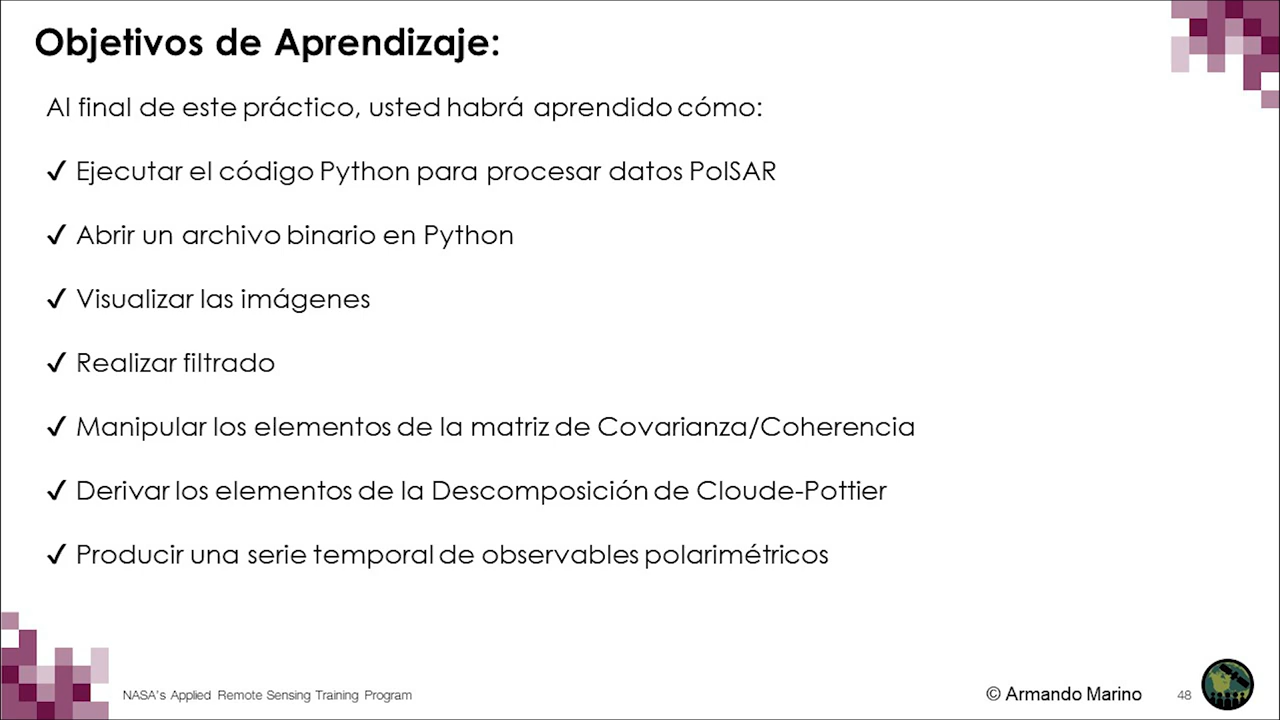 Objetivos de Aprendizaje:
Al final de este práctico, usted habrá aprendido cómo:
✓ Ejecutar el código Python para procesar datos PolSAR
✓ Abrir un archivo binario en Python
✓ Visualizar las imágenes
✓ Realizar filtrado
✓ Manipular los elementos de la matriz de Covarianza/Coherencia
✓ Derivar los elementos de la Descomposición de Cloude-Pottier
✓ Producir una serie temporal de observables polarimétricos
NASA's Applied Remote Sensing Training Program
© Armando Marino
48